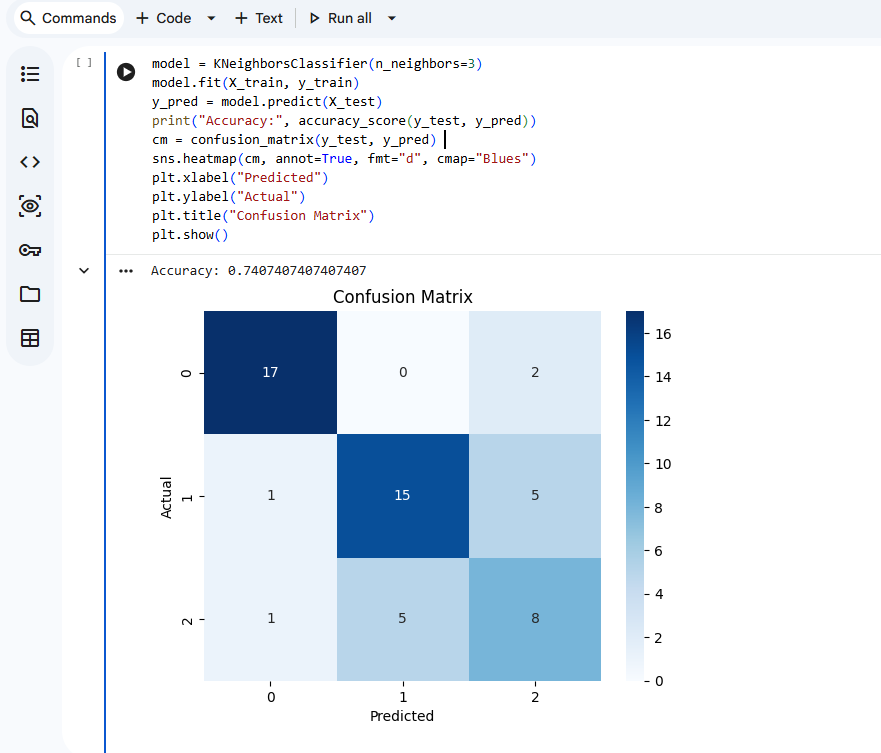 Commands + Code + Text Run all
[ ]
model = KNeighborsClassifier(n_neighbors=3)
model.fit(X_train, y_train)
y_pred = model.predict(X_test)
print("Accuracy:", accuracy_score(y_test, y_pred))
cm = confusion_matrix(y_test, y_pred)
sns.heatmap(cm, annot=True, fmt="d", cmap="Blues")
plt.xlabel("Predicted")
plt.ylabel("Actual")
plt.title("Confusion Matrix")
plt.show()
Accuracy: 0.7407407407407407
Confusion Matrix
0
17 0 2
1
1 15 5
2
1 5 8
Actual
0 1 2
Predicted
16
14
12
10
8
6
4
2
0